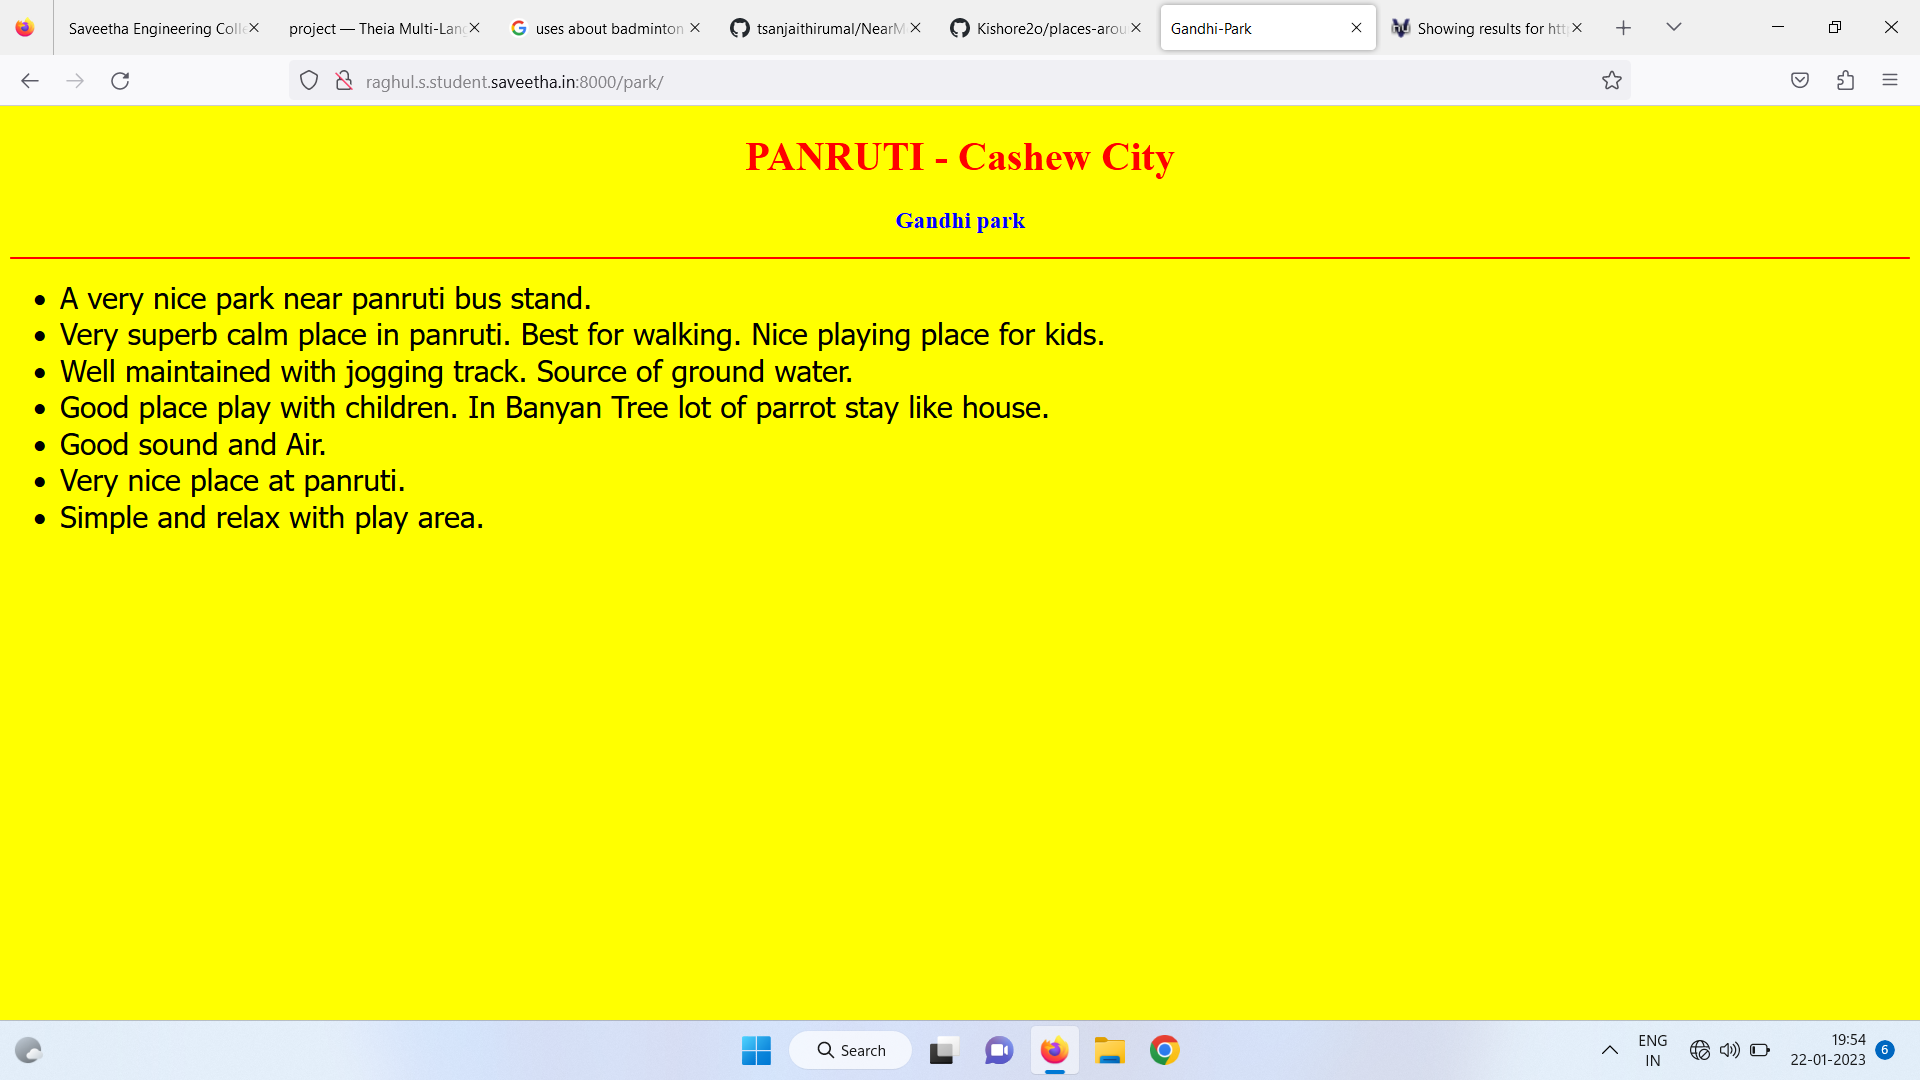 Saveetha Engineering Colle
project — Theia Multi-Lang
uses about badminton
tsanjaithirumal/NearM
Kishore2o/places-arou
Gandhi-Park
Showing results for htt
raghul.s.student.saveetha.in:8000/park/
PANRUTI - Cashew City
Gandhi park
• A very nice park near panruti bus stand.
• Very superb calm place in panruti. Best for walking. Nice playing place for kids.
• Well maintained with jogging track. Source of ground water.
• Good place play with children. In Banyan Tree lot of parrot stay like house.
• Good sound and Air.
• Very nice place at panruti.
• Simple and relax with play area.
Search
ENG
IN
19:54
22-01-2023
6